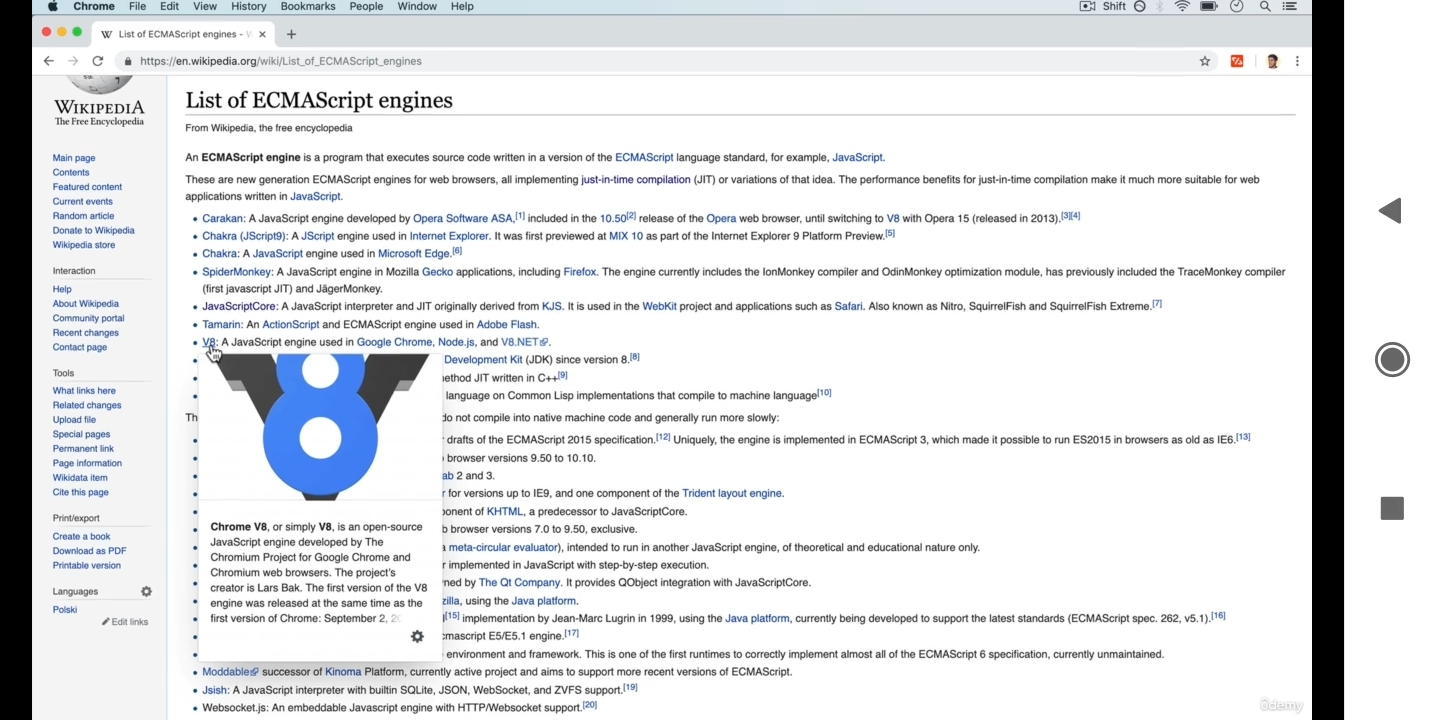 Chrome File Edit View History Bookmarks People Window Help Shift
List of ECMAScript engines -
https://en.wikipedia.org/wiki/List_of_ECMAScript_engines
WIKIPEDIA
The Free Encyclopedia
Main page
Contents
Featured content
Current events
Random article
Donate to Wikipedia
Wikipedia store
Interaction
Help
About Wikipedia
Community portal
Recent changes
Contact page
Tools
What links here
Related changes
Upload file
Special pages
Permanent link
Page information
Wikidata item
Cite this page
Print/export
Create a book
Download as PDF
Printable version
Languages
Polski
Edit links
List of ECMAScript engines
From Wikipedia, the free encyclopedia
An ECMAScript engine is a program that executes source code written in a version of the ECMAScript language standard, for example, JavaScript.
These are new generation ECMAScript engines for web browsers, all implementing just-in-time compilation (JIT) or variations of that idea. The performance benefits for just-in-time compilation make it much more suitable for web
applications written in JavaScript.
• Carakan: A JavaScript engine developed by Opera Software ASA,[1] included in the 10.50[2] release of the Opera web browser, until switching to V8 with Opera 15 (released in 2013).[3][4]
• Chakra (JScript9): A JScript engine used in Internet Explorer. It was first previewed at MIX 10 as part of the Internet Explorer 9 Platform Preview.[5]
• Chakra: A JavaScript engine used in Microsoft Edge.[6]
• SpiderMonkey: A JavaScript engine in Mozilla Gecko applications, including Firefox. The engine currently includes the IonMonkey compiler and OdinMonkey optimization module, has previously included the TraceMonkey compiler
(first javascript JIT) and JägerMonkey.
• JavaScriptCore: A JavaScript interpreter and JIT originally derived from KJS. It is used in the WebKit project and applications such as Safari. Also known as Nitro, SquirrelFish and SquirrelFish Extreme.[7]
• Tamarin: An ActionScript and ECMAScript engine used in Adobe Flash.
• V8: A JavaScript engine used in Google Chrome, Node.js, and V8.NET.
Development Kit (JDK) since version 8.[8]
ethod JIT written in C++[9]
language on Common Lisp implementations that compile to machine language[10]
Th do not compile into native machine code and generally run more slowly:
drafts of the ECMAScript 2015 specification.[12] Uniquely, the engine is implemented in ECMAScript 3, which made it possible to run ES2015 in browsers as old as IE6.[13]
browser versions 9.50 to 10.10.
ab 2 and 3.
r for versions up to IE9, and one component of the Trident layout engine.
onent of KHTML, a predecessor to JavaScriptCore.
b browser versions 7.0 to 9.50, exclusive.
a meta-circular evaluator), intended to run in another JavaScript engine, of theoretical and educational nature only.
r implemented in JavaScript with step-by-step execution.
ned by The Qt Company. It provides QObject integration with JavaScriptCore.
zilla, using the Java platform.
[15] implementation by Jean-Marc Lugrin in 1999, using the Java platform, currently being developed to support the latest standards (ECMAScript spec. 262, v5.1).[16]
cmascript E5/E5.1 engine.[17]
environment and framework. This is one of the first runtimes to correctly implement almost all of the ECMAScript 6 specification, currently unmaintained.
• Moddable successor of Kinoma Platform, currently active project and aims to support more recent versions of ECMAScript.
• Jsish: A JavaScript interpreter with builtin SQLite, JSON, WebSocket, and ZVFS support.[19]
• Websocket.js: An embeddable Javascript engine with HTTP/Websocket support.[20]
Chrome V8, or simply V8, is an open-source
JavaScript engine developed by The
Chromium Project for Google Chrome and
Chromium web browsers. The project's
creator is Lars Bak. The first version of the V8
engine was released at the same time as the
first version of Chrome: September 2, 20
ûdemy